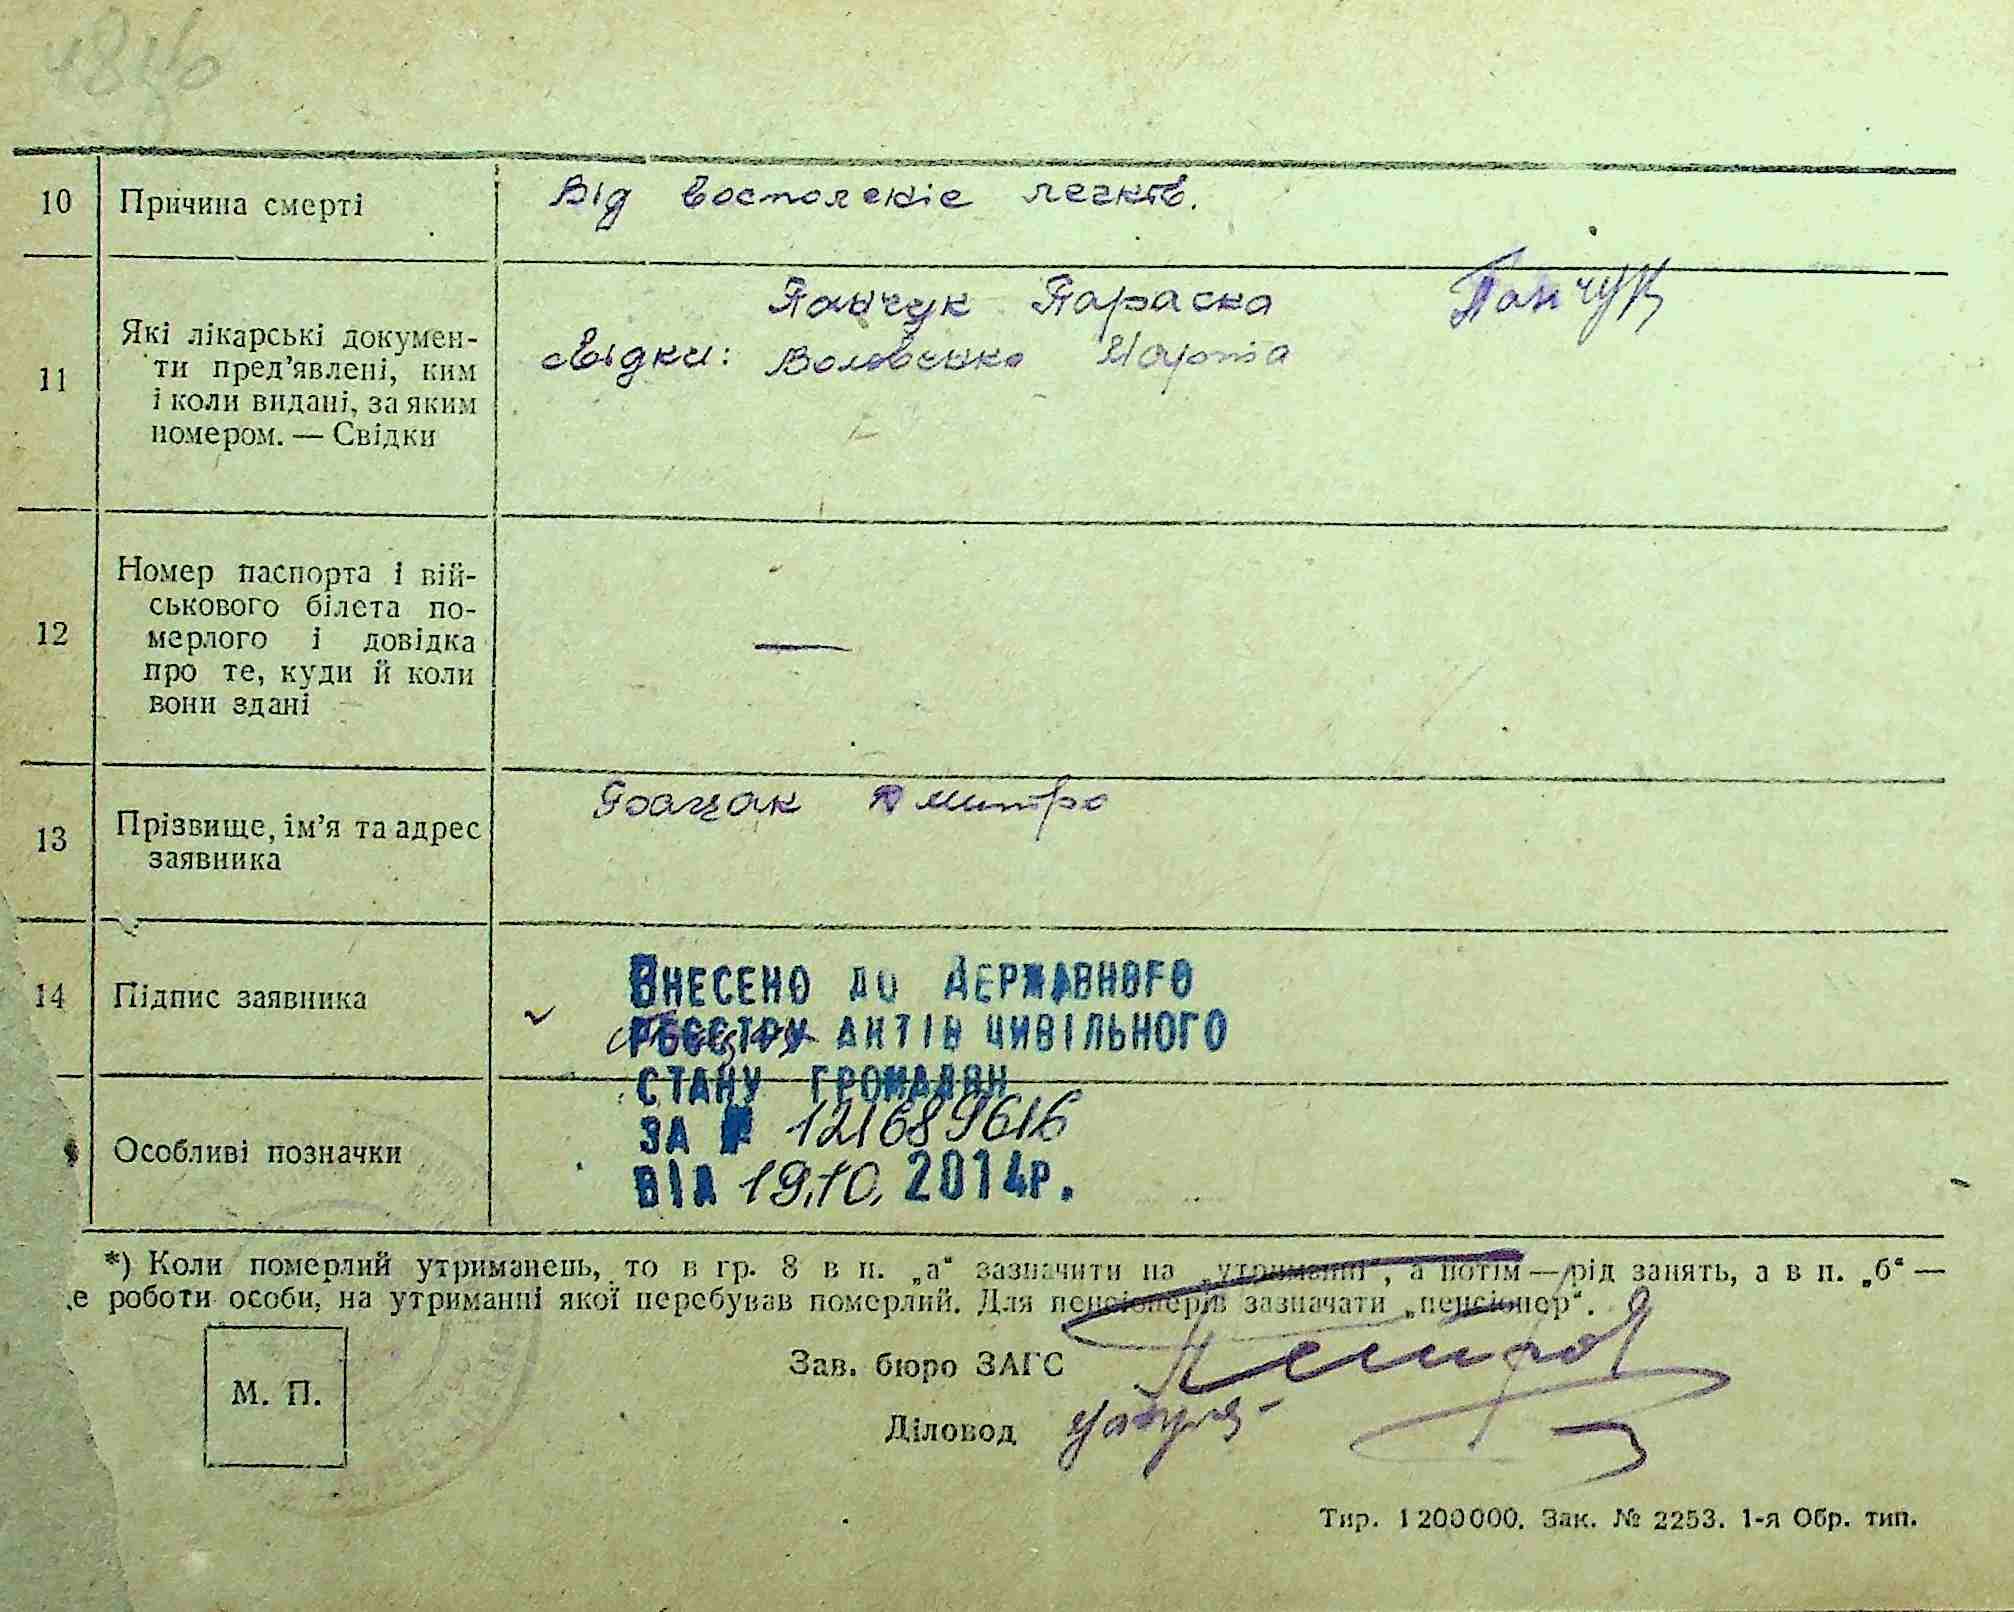 10 Причина смерті Від легків.
Панчук Параска Панчук
11 Які лікарські докумен-
ти пред'явлені, ким
і коли видані, за яким
номером. — Свідки
Свідки: Марія
12 Номер паспорта і вій-
ськового білета по-
мерлого і довідка
про те, куди й коли
вони здані
—
13 Прізвище, ім'я та адрес
заявника
Дмитро
14 Підпис заявника
Особливі позначки
ВНЕСЕНО ДО ДЕРЖАВНОГО
РЕЄСТРУ АКТІВ ЦИВІЛЬНОГО
СТАНУ ГРОМАДЯН
ЗА № 121689616
ВІД 19.10. 2014р.
*) Коли померлий утриманець, то в гр. 8 в п. „а“ зазначити на „утриманні“, а потім—рід занять, а в п. „б“—
е роботи особи, на утриманні якої перебував померлий. Для пенсіонерів зазначати „пенсіонер“.
Зав. бюро ЗАГС
М. П.
Діловод
Тир. 1200000. Зак. № 2253. 1-я Обр. тип.